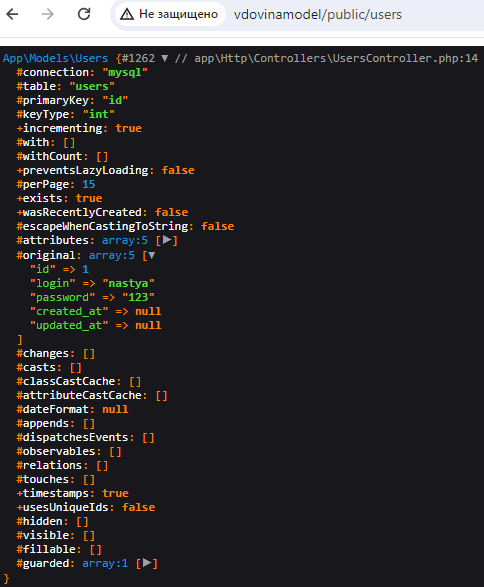 Не защищено vdovinamodel/public/users
App\Models\Users {#1262 ▼ // app\Http\Controllers\UsersController.php:14
#connection: "mysql"
#table: "users"
#primaryKey: "id"
#keyType: "int"
+incrementing: true
#with: []
#withCount: []
+preventsLazyLoading: false
#perPage: 15
+exists: true
+wasRecentlyCreated: false
#escapeWhenCastingToString: false
#attributes: array:5 [▶]
#original: array:5 [▼
"id" => 1
"login" => "nastya"
"password" => "123"
"created_at" => null
"updated_at" => null
]
#changes: []
#casts: []
#classCastCache: []
#attributeCastCache: []
#dateFormat: null
#appends: []
#dispatchesEvents: []
#observables: []
#relations: []
#touches: []
+timestamps: true
+usesUniqueIds: false
#hidden: []
#visible: []
#fillable: []
#guarded: array:1 [▶]
}